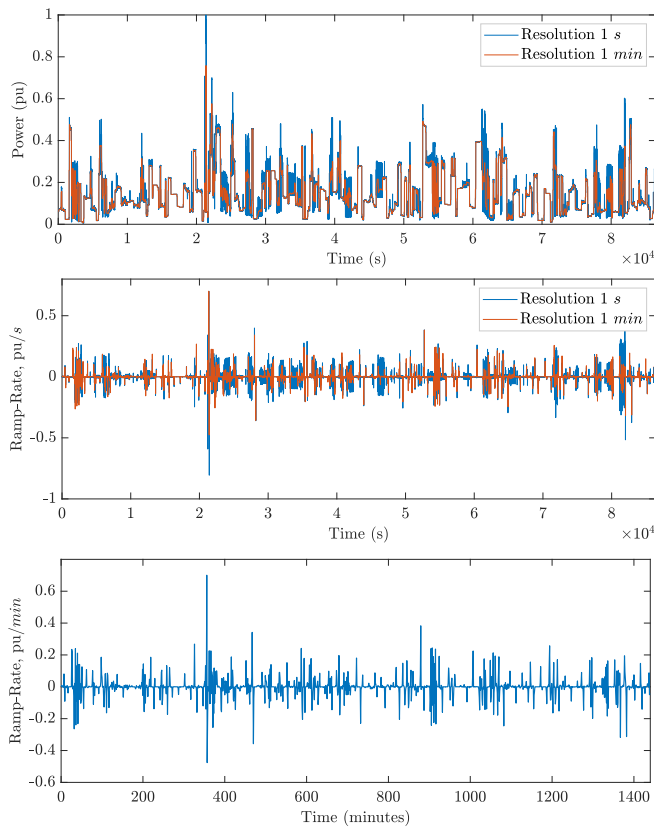 1
0.8
0.6
0.4
0.2
0
Power (pu)
Resolution 1 s
Resolution 1 min
0 1 2 3 4 5 6 7 8
Time (s)
×10⁴
0.5
0
-0.5
-1
Ramp-Rate, pu/s
Resolution 1 s
Resolution 1 min
0 1 2 3 4 5 6 7 8
Time (s)
×10⁴
0.6
0.4
0.2
0
-0.2
-0.4
-0.6
Ramp-Rate, pu/min
0 200 400 600 800 1000 1200 1400
Time (minutes)